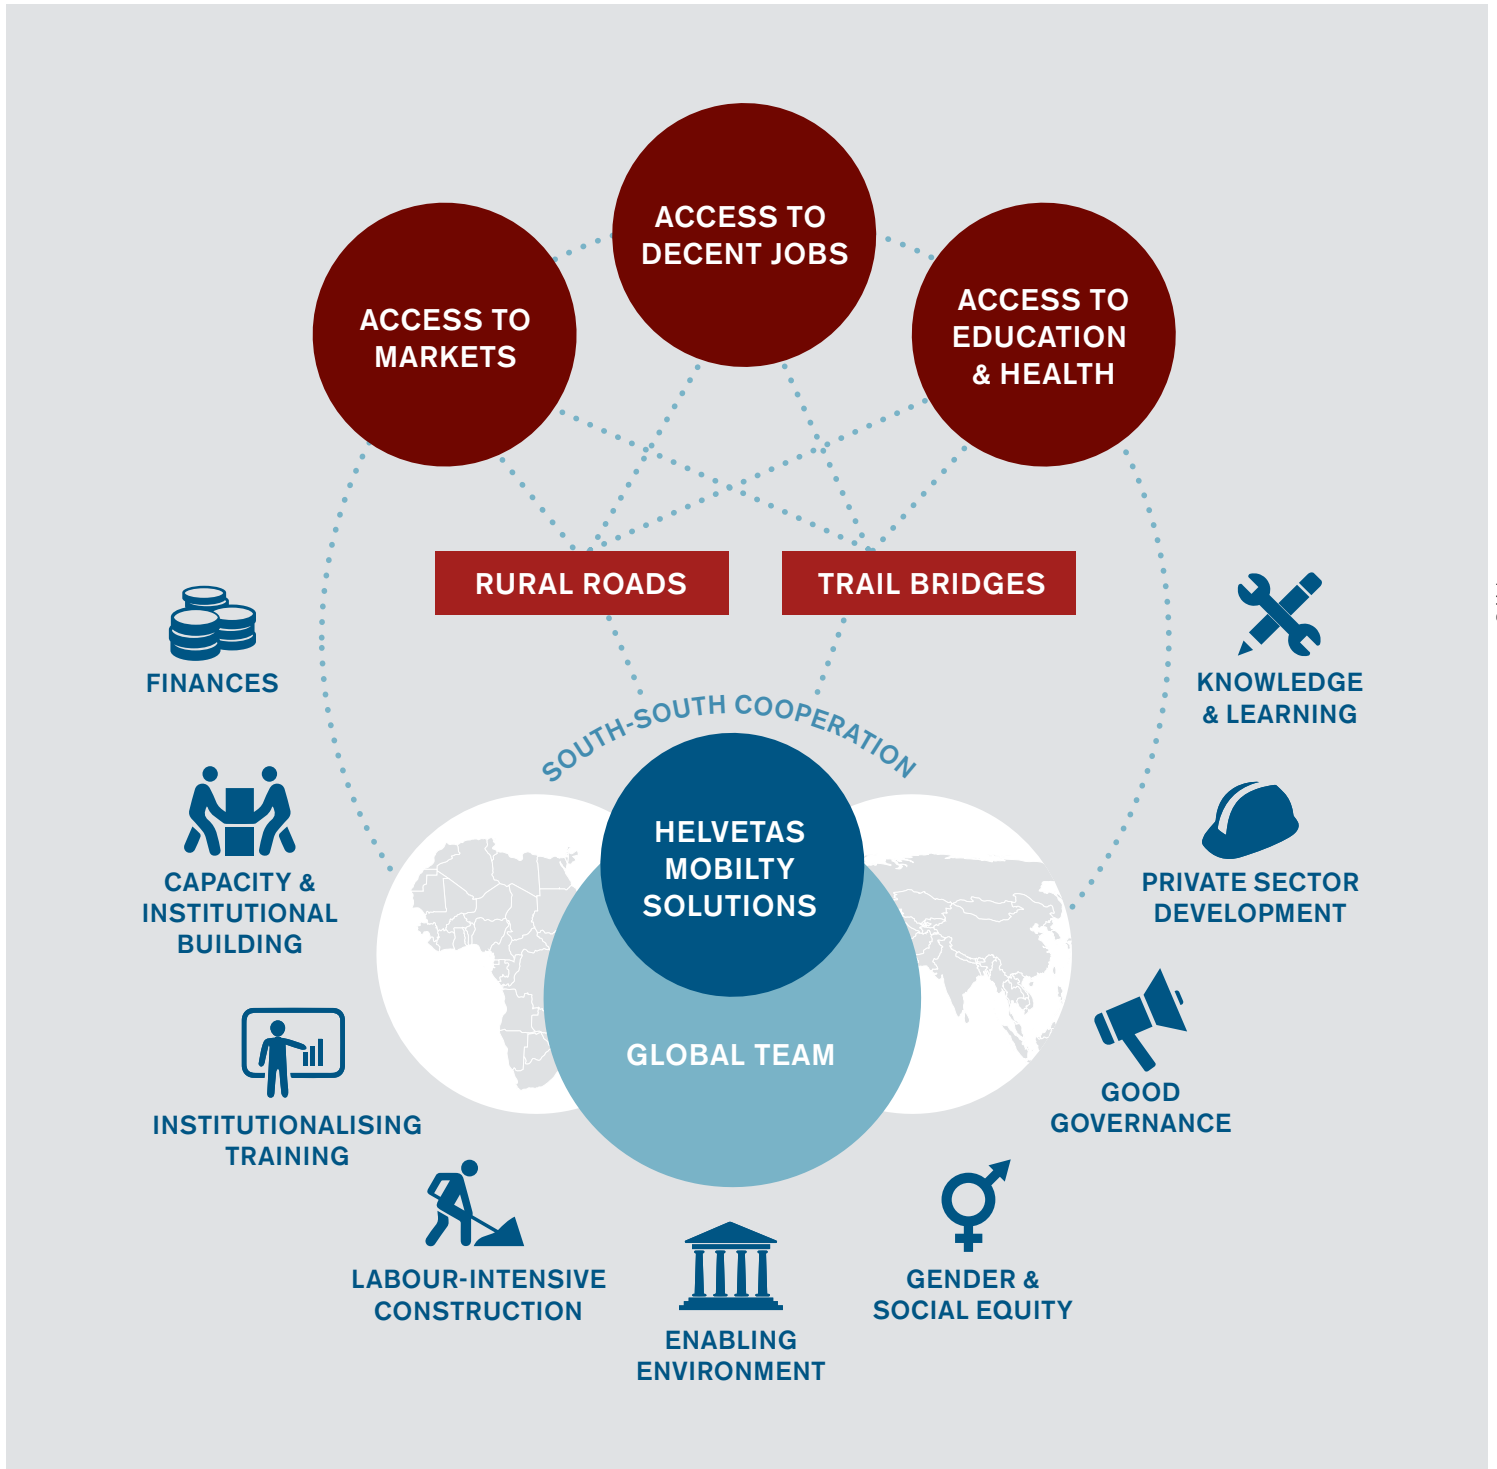 ACCESS TO
DECENT JOBS
ACCESS TO
MARKETS
ACCESS TO
EDUCATION
& HEALTH
RURAL ROADS
TRAIL BRIDGES
FINANCES
KNOWLEDGE
& LEARNING
SOUTH-SOUTH COOPERATION
HELVETAS
MOBILTY
SOLUTIONS
CAPACITY &
INSTITUTIONAL
BUILDING
PRIVATE SECTOR
DEVELOPMENT
GLOBAL TEAM
INSTITUTIONALISING
TRAINING
GOOD
GOVERNANCE
LABOUR-INTENSIVE
CONSTRUCTION
GENDER &
SOCIAL EQUITY
ENABLING
ENVIRONMENT